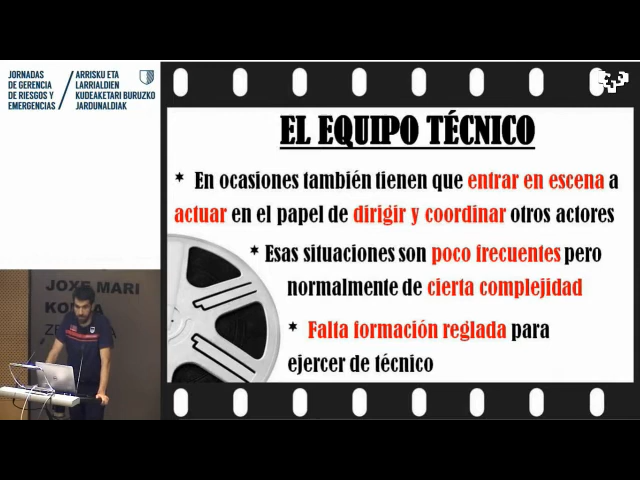 JORNADAS
DE GERENCIA
DE RIESGOS Y
EMERGENCIAS
ARRISKU ETA
LARRIALDIEN
KUDEAKETARI BURUZKO
JARDUNALDIAK
EL EQUIPO TÉCNICO
* En ocasiones también tienen que entrar en escena a
actuar en el papel de dirigir y coordinar otros actores
* Esas situaciones son poco frecuentes pero
normalmente de cierta complejidad
* Falta formación reglada para
ejercer de técnico
JOXE MARI